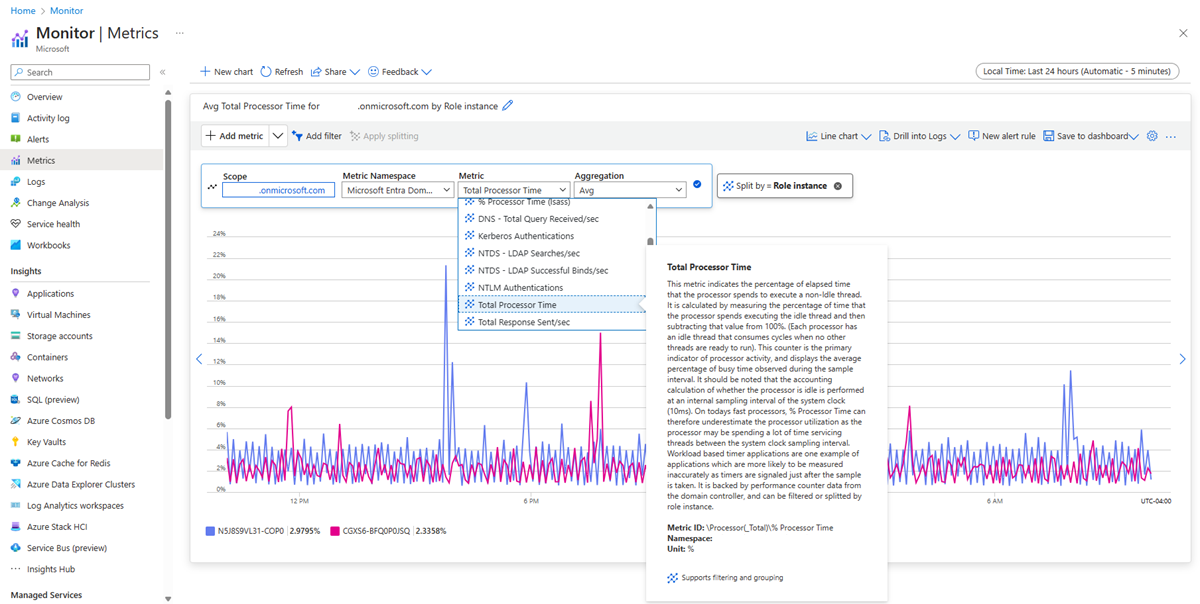 Home > Monitor
Monitor | Metrics ...
Microsoft
Search
Overview
Activity log
Alerts
Metrics
Logs
Change Analysis
Service health
Workbooks
Insights
Applications
Virtual Machines
Storage accounts
Containers
Networks
SQL (preview)
Azure Cosmos DB
Key Vaults
Azure Cache for Redis
Azure Data Explorer Clusters
Log Analytics workspaces
Azure Stack HCI
Service Bus (preview)
Insights Hub
Managed Services
New chart Refresh Share Feedback
Local Time: Last 24 hours (Automatic - 5 minutes)
Avg Total Processor Time for .onmicrosoft.com by Role instance
Add metric Add filter Apply splitting
Line chart Drill into Logs New alert rule Save to dashboard ...
Scope Metric Namespace Metric Aggregation
.onmicrosoft.com Microsoft Entra Dom... Total Processor Time Avg
Split by = Role instance
% Processor Time (lsass)
DNS - Total Query Received/sec
Kerberos Authentications
NTDS - LDAP Searches/sec
NTDS - LDAP Successful Binds/sec
NTLM Authentications
Total Processor Time
Total Response Sent/sec
24%
22%
20%
18%
16%
14%
12%
10%
8%
6%
4%
2%
0%
12 PM 6 PM 6 AM UTC-04:00
N5J8S9VL31-COP0 2.9795% CGXS6-BFQ0P0JSQ 2.3358%
Total Processor Time
This metric indicates the percentage of elapsed time
that the processor spends to execute a non-Idle thread.
It is calculated by measuring the percentage of time that
the processor spends executing the idle thread and then
subtracting that value from 100%. (Each processor has
an idle thread that consumes cycles when no other
threads are ready to run). This counter is the primary
indicator of processor activity, and displays the average
percentage of busy time observed during the sample
interval. It should be noted that the accounting
calculation of whether the processor is idle is performed
at an internal sampling interval of the system clock
(10ms). On todays fast processors, % Processor Time can
therefore underestimate the processor utilization as the
processor may be spending a lot of time servicing
threads between the system clock sampling interval.
Workload based timer applications are one example of
applications which are more likely to be measured
inaccurately as timers are signaled just after the sample
is taken. It is backed by performance counter data from
the domain controller, and can be filtered or splitted by
role instance.
Metric ID: \Processor(_Total)\% Processor Time
Namespace:
Unit: %
Supports filtering and grouping